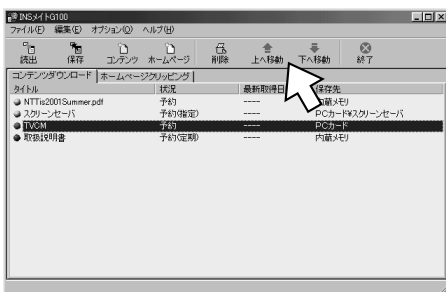 INSメイトG100
ファイル(F) 編集(E) オプション(O) ヘルプ(H)
読出 保存 コンテンツ ホームページ 削除 上へ移動 下へ移動 終了
コンテンツダウンロード ホームページクリッピング
タイトル 状況 最新取得日 保存先
NTTis2001Summer.pdf 予約 ---- 内蔵メモリ
スクリーンセーバ 予約(指定) ---- PCカード¥スクリーンセーバ
TVCM 予約 ---- PCカード
取扱説明書 予約(定期) ---- 内蔵メモリ